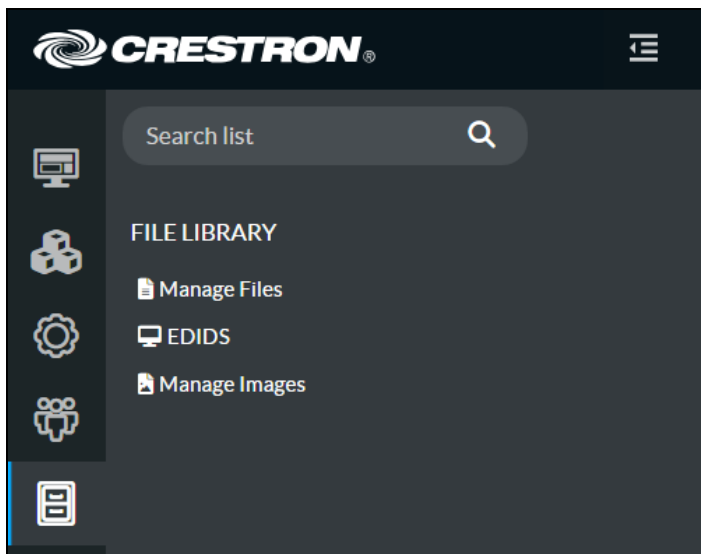 CRESTRON®
Search list
FILE LIBRARY
Manage Files
EDIDS
Manage Images